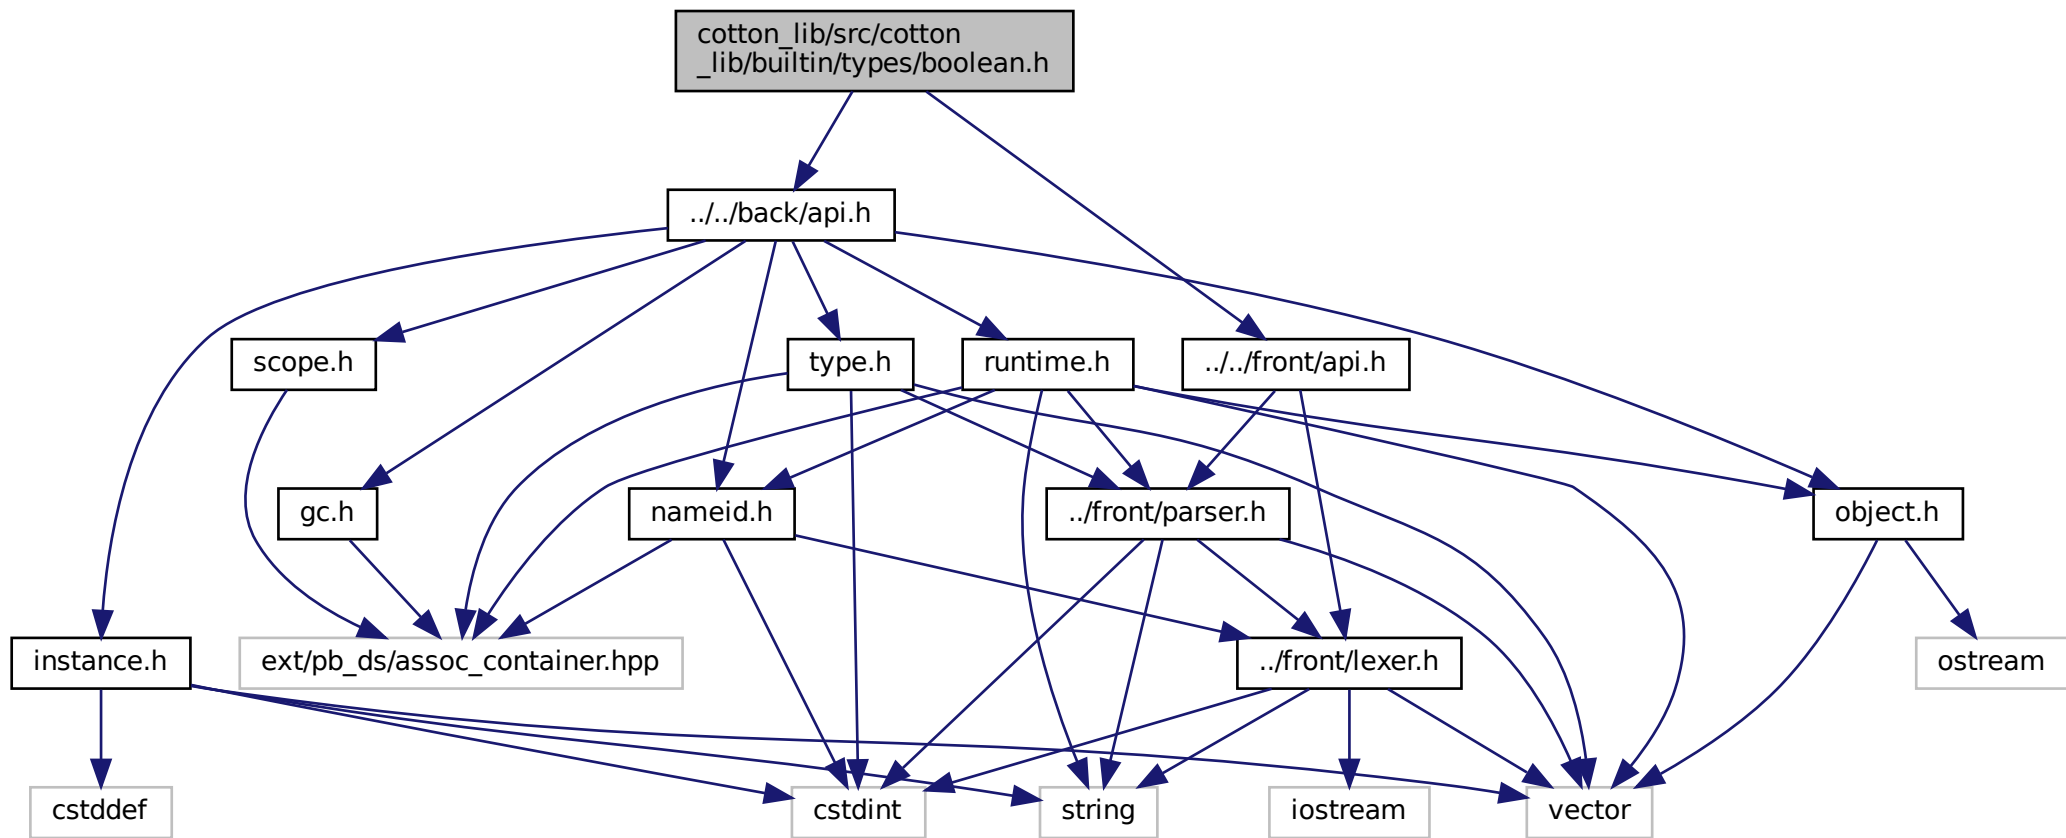 cotton_lib/src/cotton
_lib/builtin/types/boolean.h
../../back/api.h
scope.h
type.h
runtime.h
../../front/api.h
gc.h
nameid.h
../front/parser.h
object.h
instance.h
ext/pb_ds/assoc_container.hpp
../front/lexer.h
ostream
cstddef
cstdint
string
iostream
vector